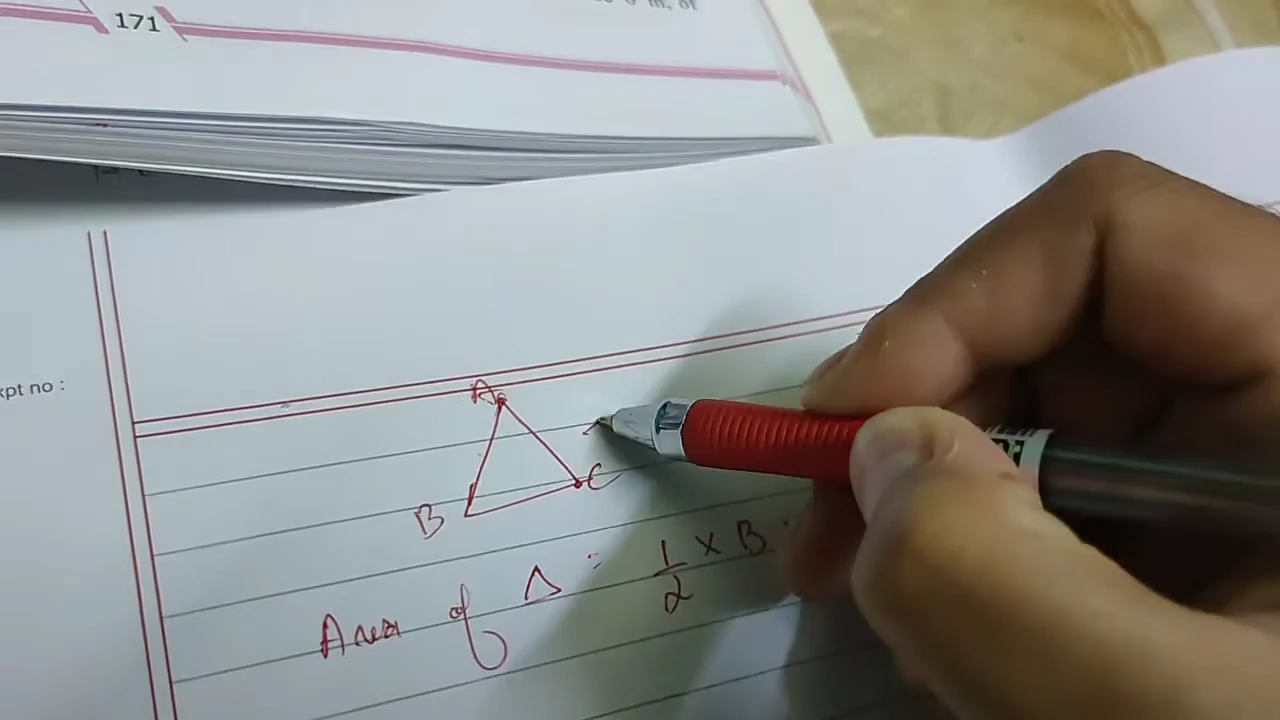 171
xpt no :
A
C
B
Area of Δ = 1/2 × B